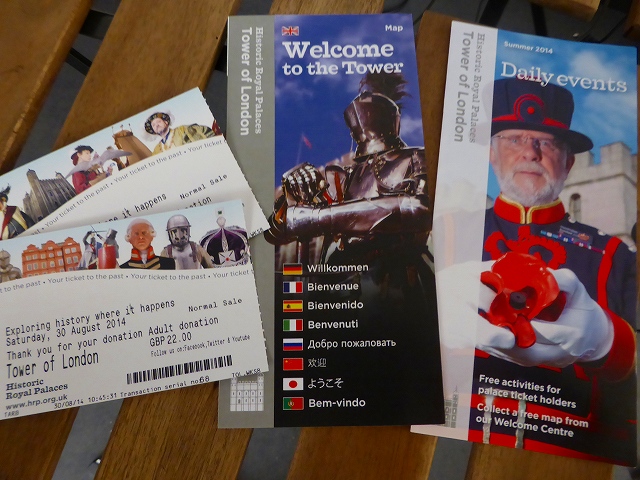 Your ticket to the past • Your ticket
it happens
Normal Sale
to the past • Your ticket to the past • Your ticket to the past • Your ticket to the past
Exploring history where it happens
Saturday, 30 August 2014
Normal Sale
Thank you for your donation Adult donation
GBP 22.00
Tower of London
Follow us on:Facebook,Twitter & Youtube
Historic
Royal Palaces
www.hrp.org.uk
30/08/14 10:45:31 Transaction serial no 68
Historic Royal Palaces
Tower of London
Map
Welcome
to the Tower
Willkommen
Bienvenue
Bienvenido
Benvenuti
Добро пожаловать
欢迎
ようこそ
Bem-vindo
Historic Royal Palaces
Tower of London
Summer 2014
Daily events
Free activities for
palace ticket holders
Collect a free map from
our Welcome Centre